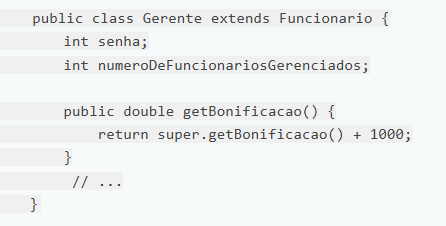 public class Gerente extends Funcionario {
int senha;
int numeroDeFuncionariosGerenciados;
public double getBonificacao() {
return super.getBonificacao() + 1000;
}
// ...
}